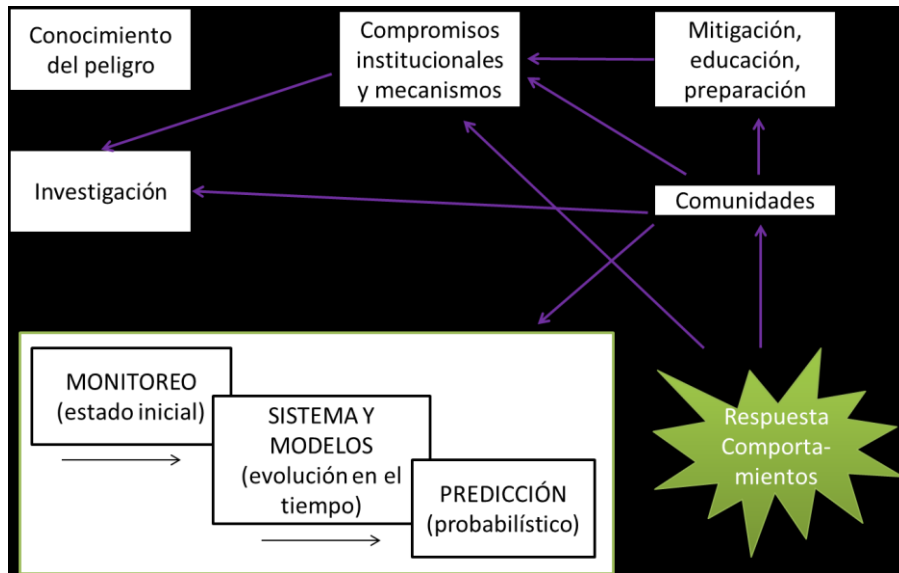 Conocimiento
del peligro
Compromisos
institucionales
y mecanismos
Mitigación,
educación,
preparación
Investigación
Comunidades
MONITOREO
(estado inicial)
SISTEMA Y
MODELOS
(evolución en el
tiempo)
PREDICCIÓN
(probabilístico)
Respuesta
Comporta-
mientos